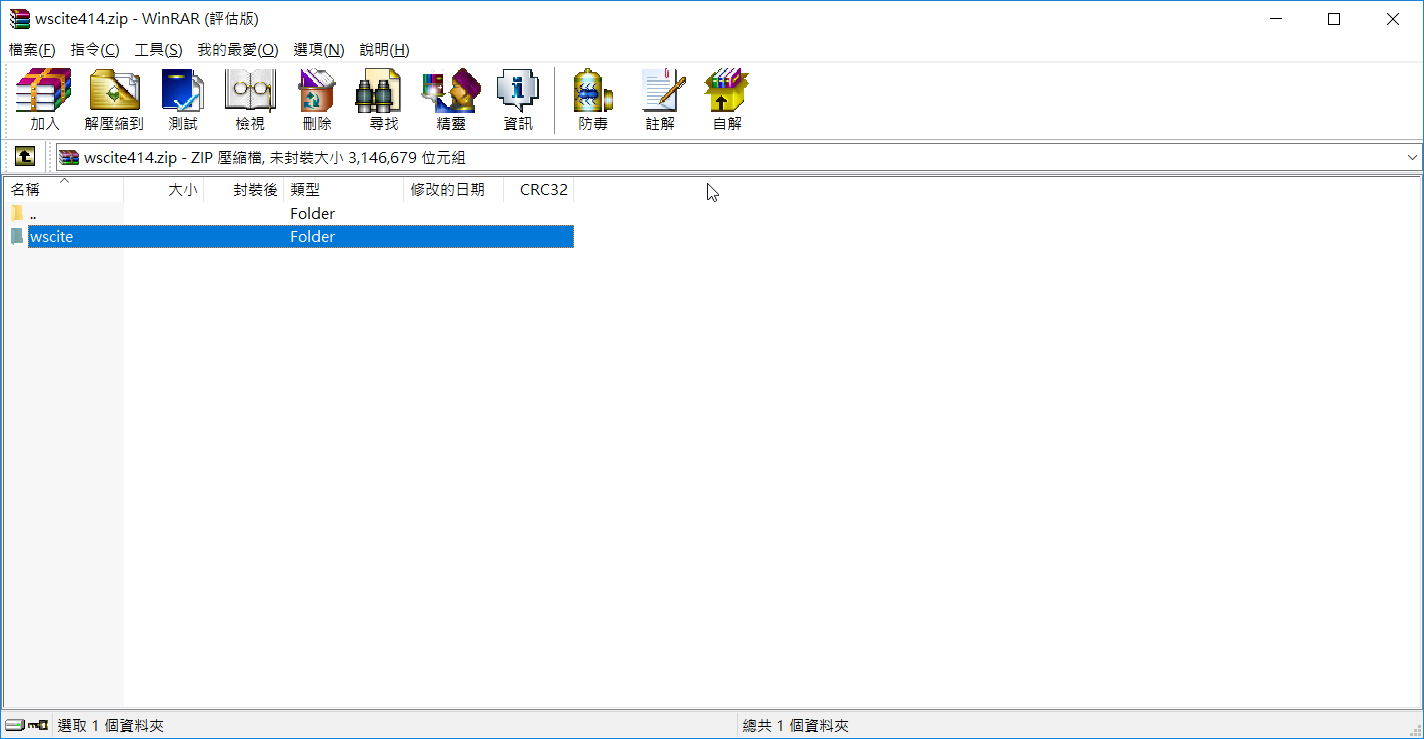 wscite414.zip - WinRAR (評估版)
檔案(F) 指令(C) 工具(S) 我的最愛(O) 選項(N) 說明(H)
加入 解壓縮到 測試 檢視 刪除 尋找 精靈 資訊 防毒 註解 自解
wscite414.zip - ZIP 壓縮檔, 未封裝大小 3,146,679 位元組
名稱 大小 封裝後 類型 修改的日期 CRC32
.. Folder
wscite Folder
選取 1 個資料夾 總共 1 個資料夾